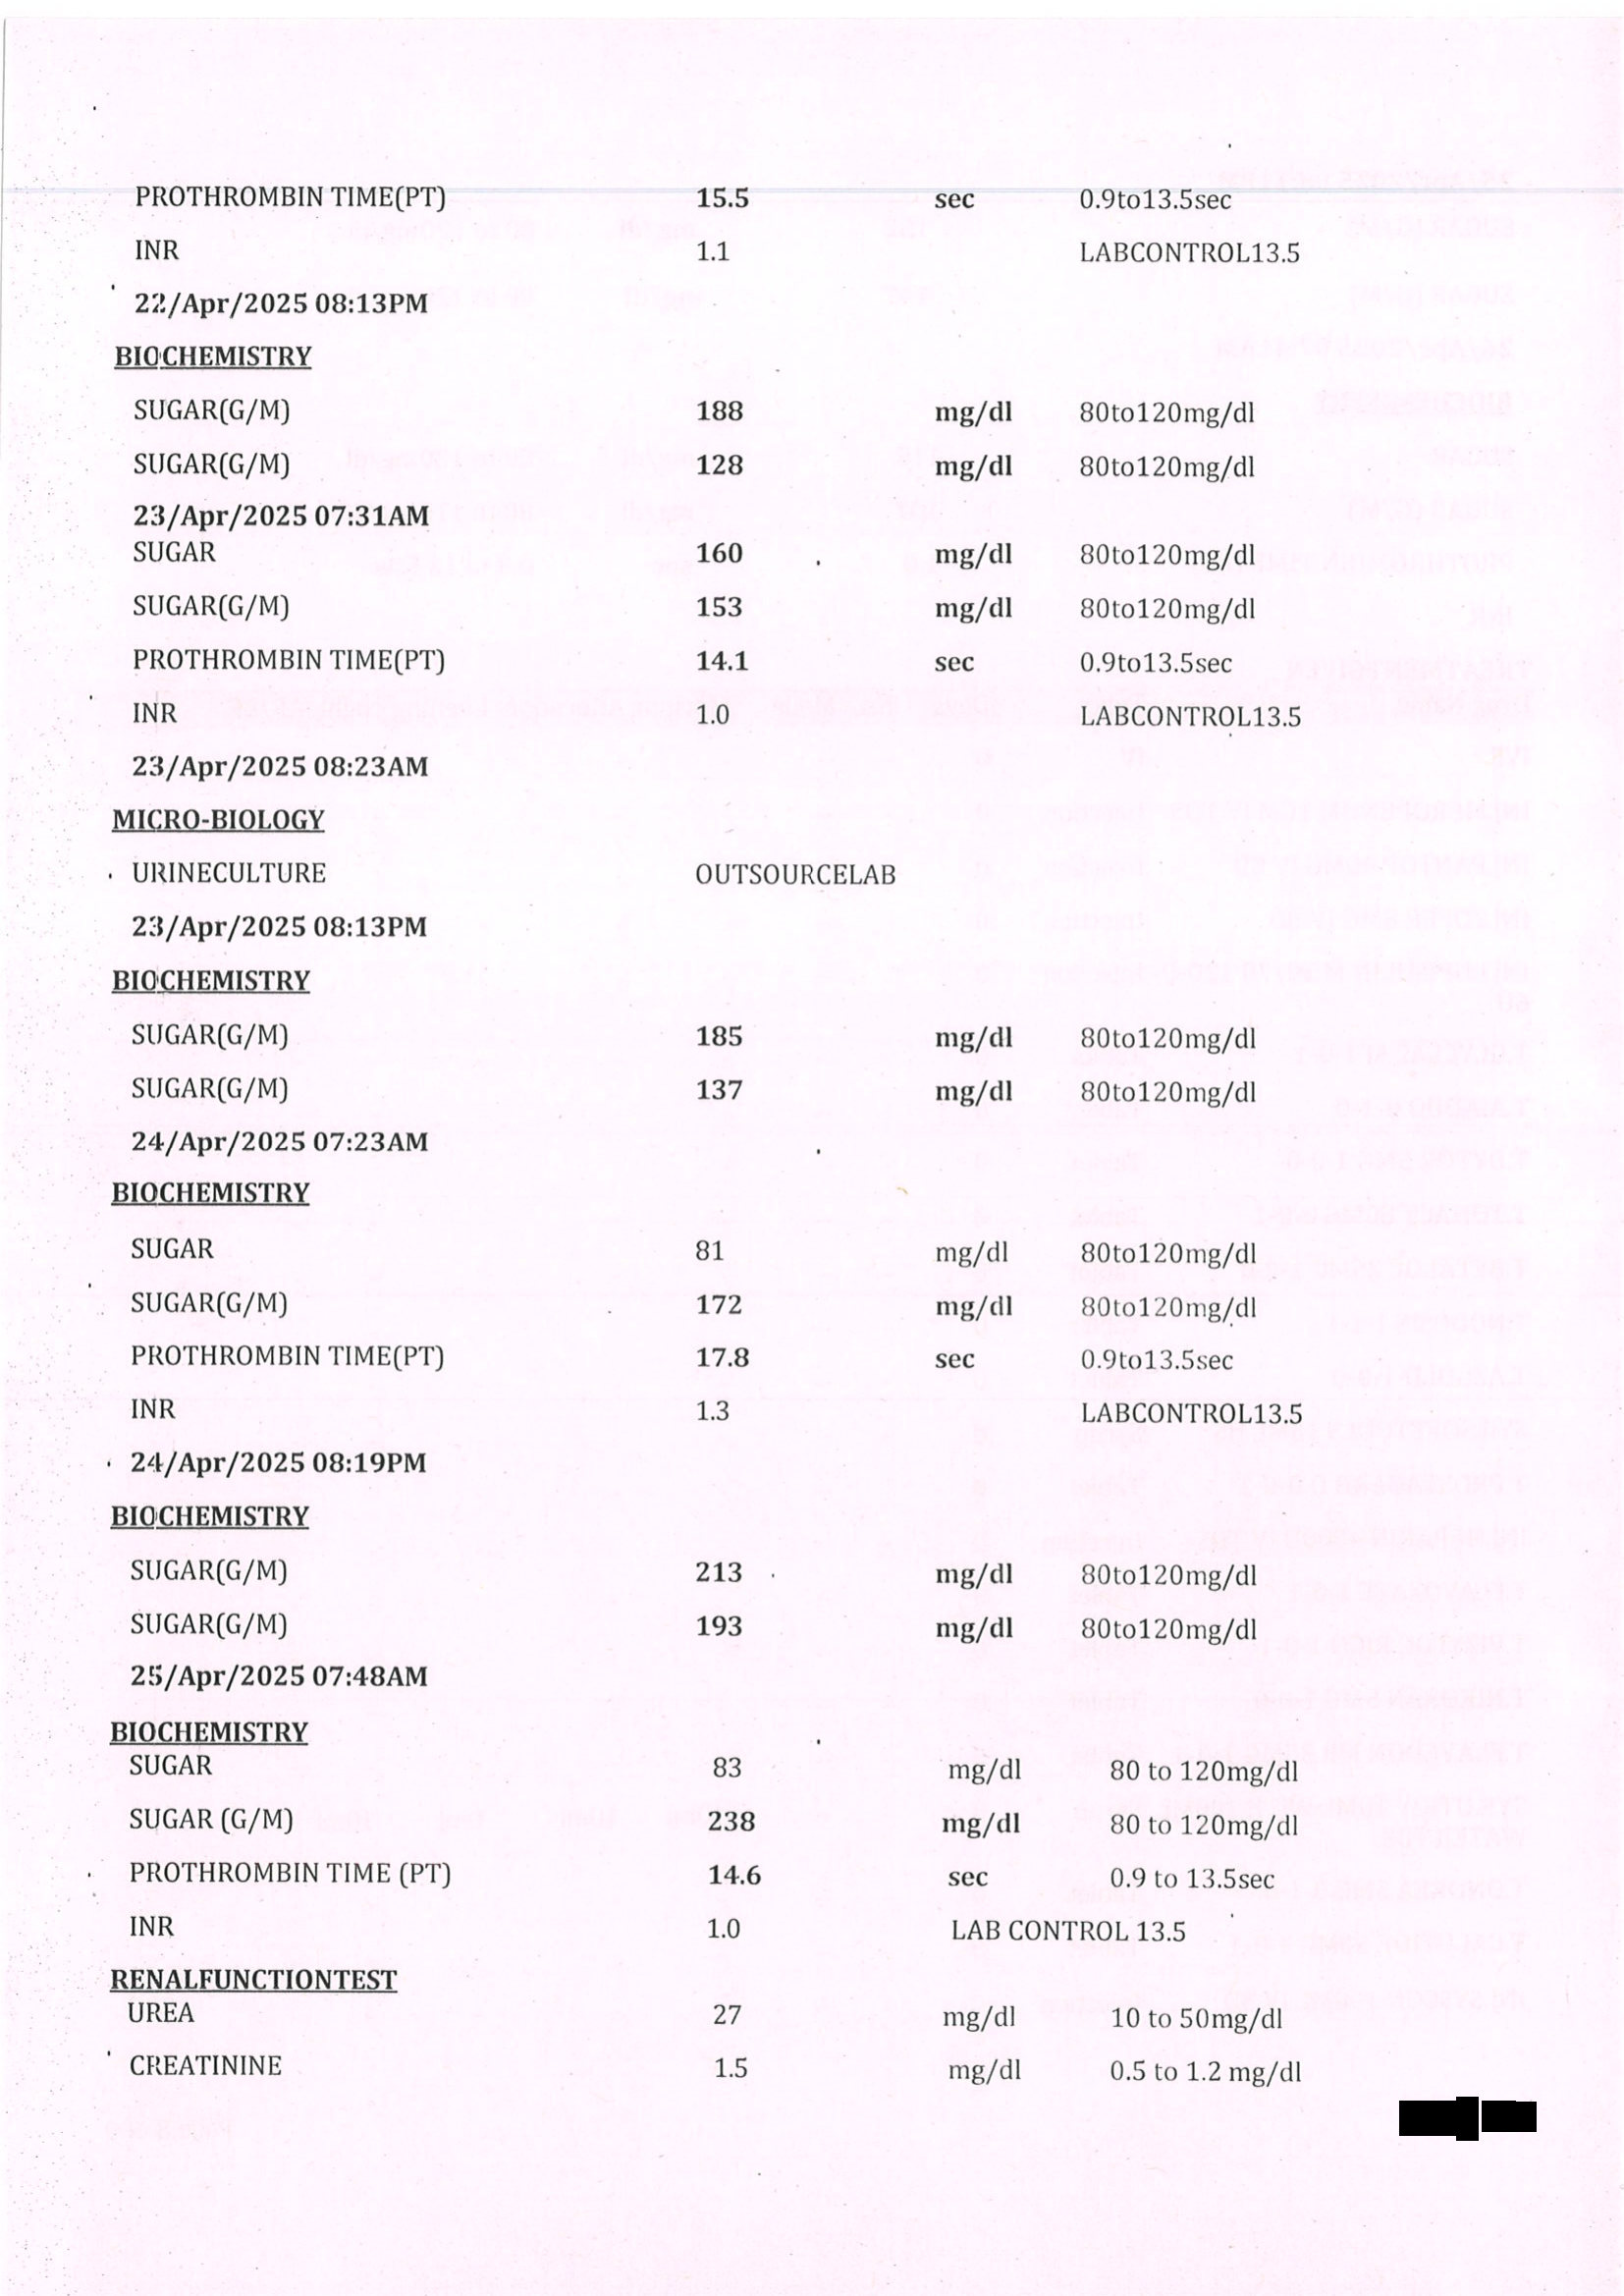 PROTHROMBIN TIME(PT) 15.5 sec 0.9to13.5sec
INR 1.1 LABCONTROL13.5
22/Apr/2025 08:13PM
BIOCHEMISTRY
SUGAR(G/M) 188 mg/dl 80to120mg/dl
SUGAR(G/M) 128 mg/dl 80to120mg/dl
23/Apr/2025 07:31AM
SUGAR 160 mg/dl 80to120mg/dl
SUGAR(G/M) 153 mg/dl 80to120mg/dl
PROTHROMBIN TIME(PT) 14.1 sec 0.9to13.5sec
INR 1.0 LABCONTROL13.5
23/Apr/2025 08:23AM
MICRO-BIOLOGY
URINECULTURE OUTSOURCELAB
23/Apr/2025 08:13PM
BIOCHEMISTRY
SUGAR(G/M) 185 mg/dl 80to120mg/dl
SUGAR(G/M) 137 mg/dl 80to120mg/dl
24/Apr/2025 07:23AM
BIOCHEMISTRY
SUGAR 81 mg/dl 80to120mg/dl
SUGAR(G/M) 172 mg/dl 80to120mg/dl
PROTHROMBIN TIME(PT) 17.8 sec 0.9to13.5sec
INR 1.3 LABCONTROL13.5
24/Apr/2025 08:19PM
BIOCHEMISTRY
SUGAR(G/M) 213 mg/dl 80to120mg/dl
SUGAR(G/M) 193 mg/dl 80to120mg/dl
25/Apr/2025 07:48AM
BIOCHEMISTRY
SUGAR 83 mg/dl 80 to 120mg/dl
SUGAR (G/M) 238 mg/dl 80 to 120mg/dl
PROTHROMBIN TIME (PT) 14.6 sec 0.9 to 13.5sec
INR 1.0 LAB CONTROL 13.5
RENALFUNCTIONTEST
UREA 27 mg/dl 10 to 50mg/dl
CREATININE 1.5 mg/dl 0.5 to 1.2 mg/dl